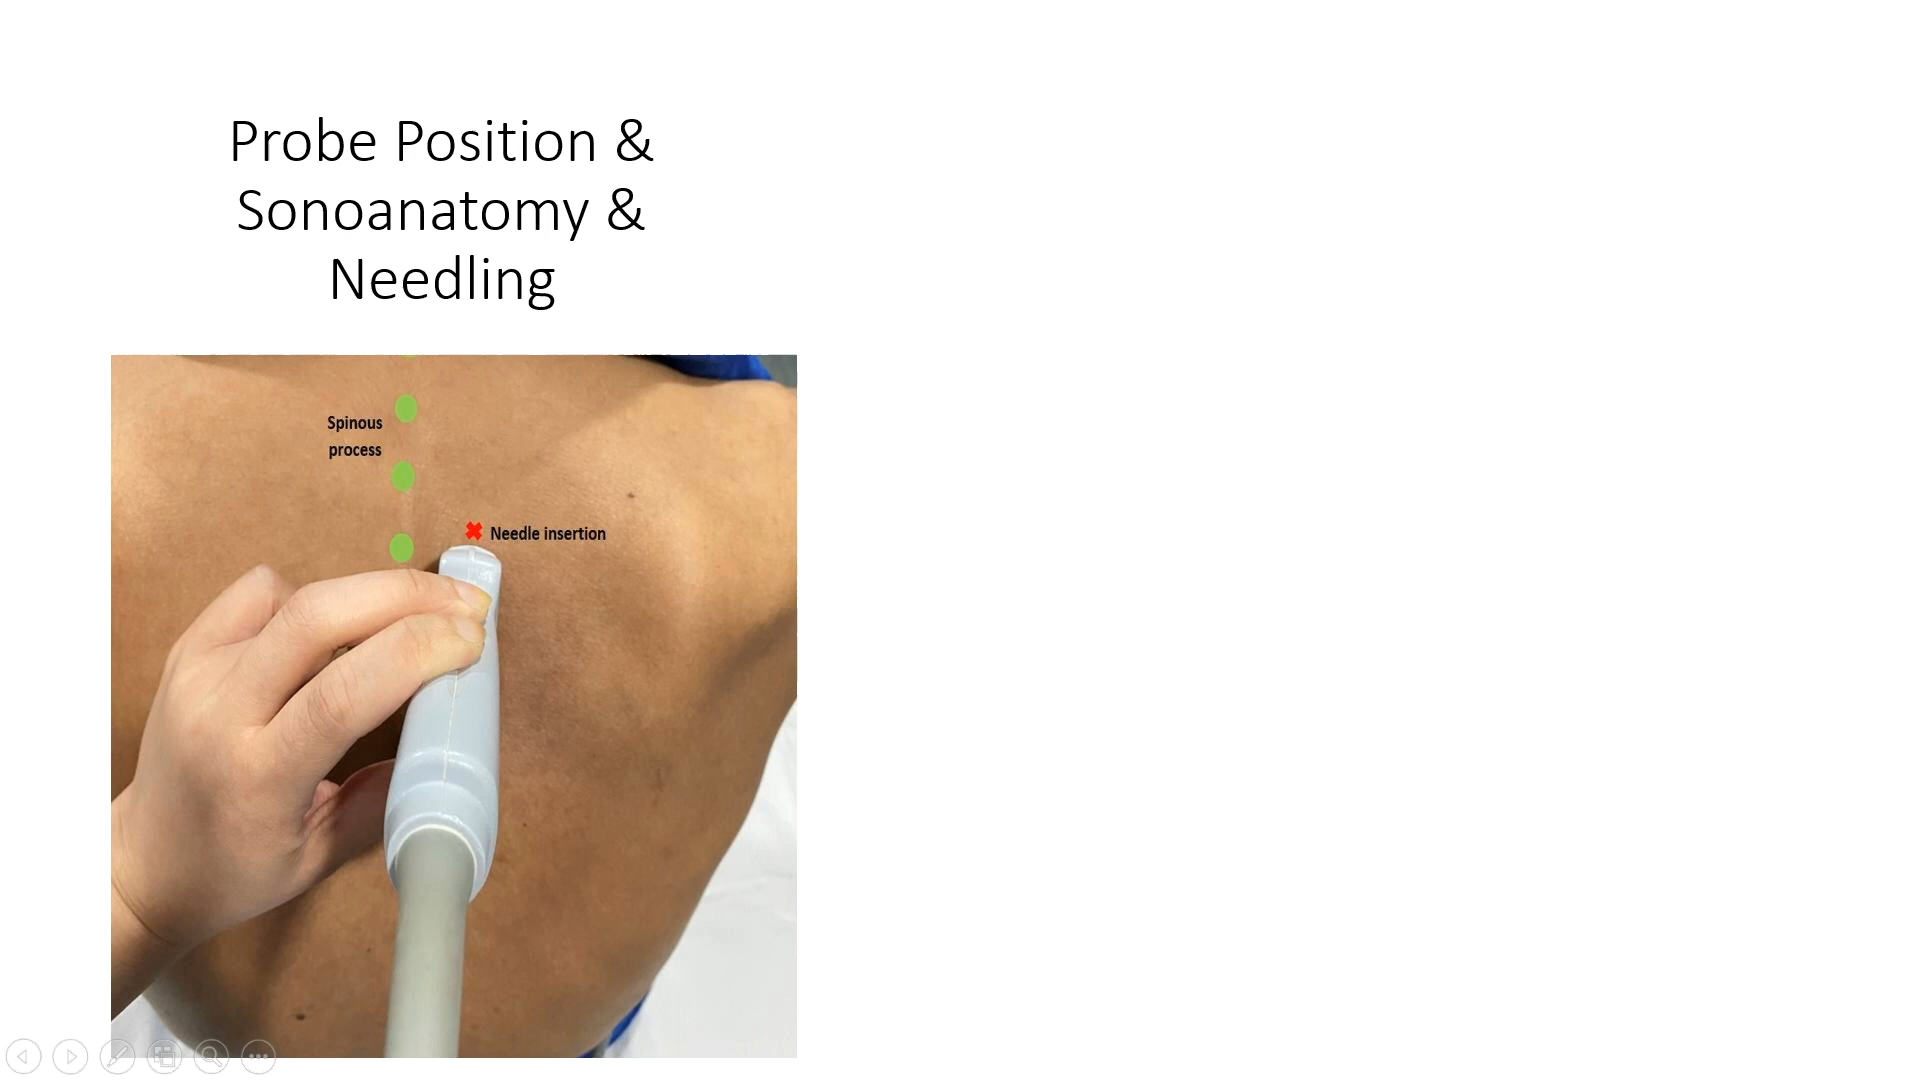 Probe Position &
Sonoanatomy &
Needling
Spinous
process
Needle insertion